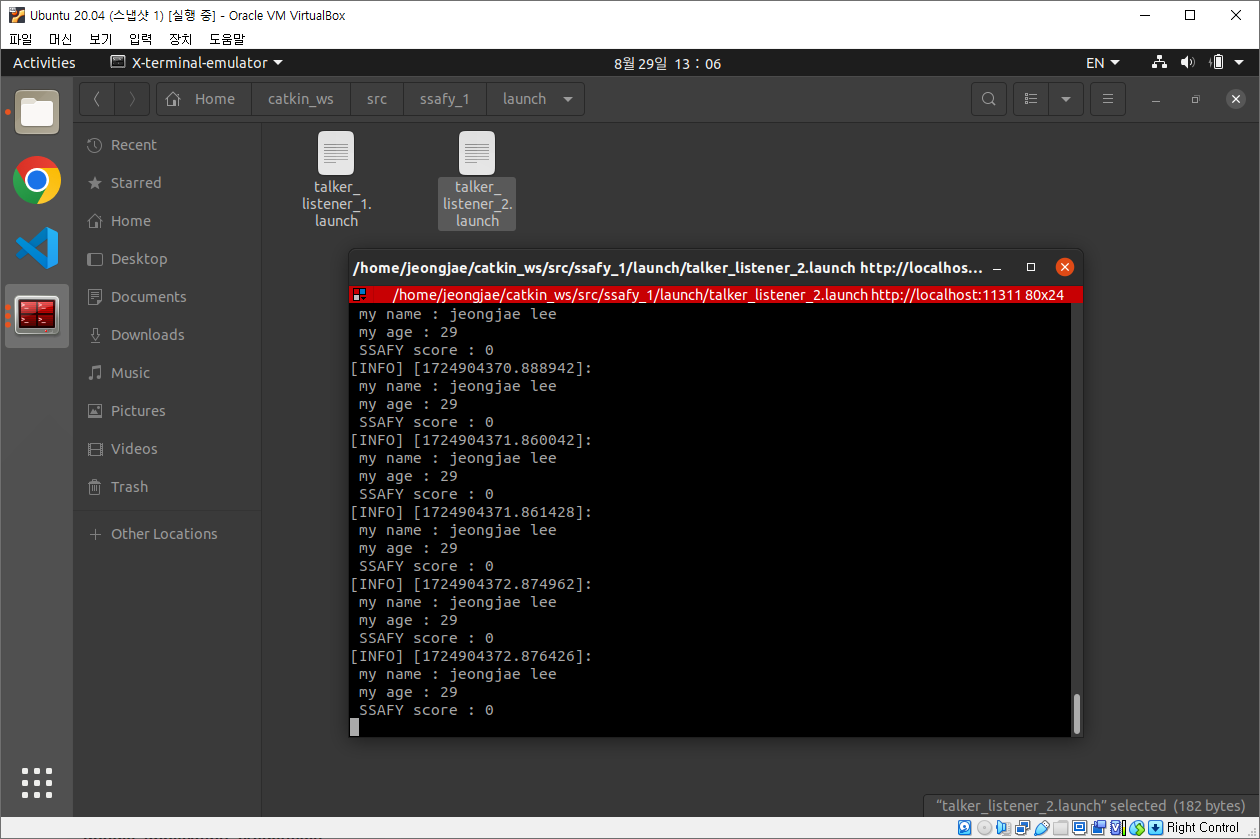 Ubuntu 20.04 (스냅샷 1) [실행 중] - Oracle VM VirtualBox
파일 머신 보기 입력 장치 도움말
Activities X-terminal-emulator 8월 29일 13 : 06 EN
Home catkin_ws src ssafy_1 launch
Recent
Starred
Home
Desktop
Documents
Downloads
Music
Pictures
Videos
Trash
Other Locations
talker_
listener_1.
launch
talker_
listener_2.
launch
/home/jeongjae/catkin_ws/src/ssafy_1/launch/talker_listener_2.launch http://localhos...
/home/jeongjae/catkin_ws/src/ssafy_1/launch/talker_listener_2.launch http://localhost:11311 80x24
my name : jeongjae lee
my age : 29
SSAFY score : 0
[INFO] [1724904370.888942]:
my name : jeongjae lee
my age : 29
SSAFY score : 0
[INFO] [1724904371.860042]:
my name : jeongjae lee
my age : 29
SSAFY score : 0
[INFO] [1724904371.861428]:
my name : jeongjae lee
my age : 29
SSAFY score : 0
[INFO] [1724904372.874962]:
my name : jeongjae lee
my age : 29
SSAFY score : 0
[INFO] [1724904372.876426]:
my name : jeongjae lee
my age : 29
SSAFY score : 0
"talker_listener_2.launch" selected (182 bytes)
Right Control